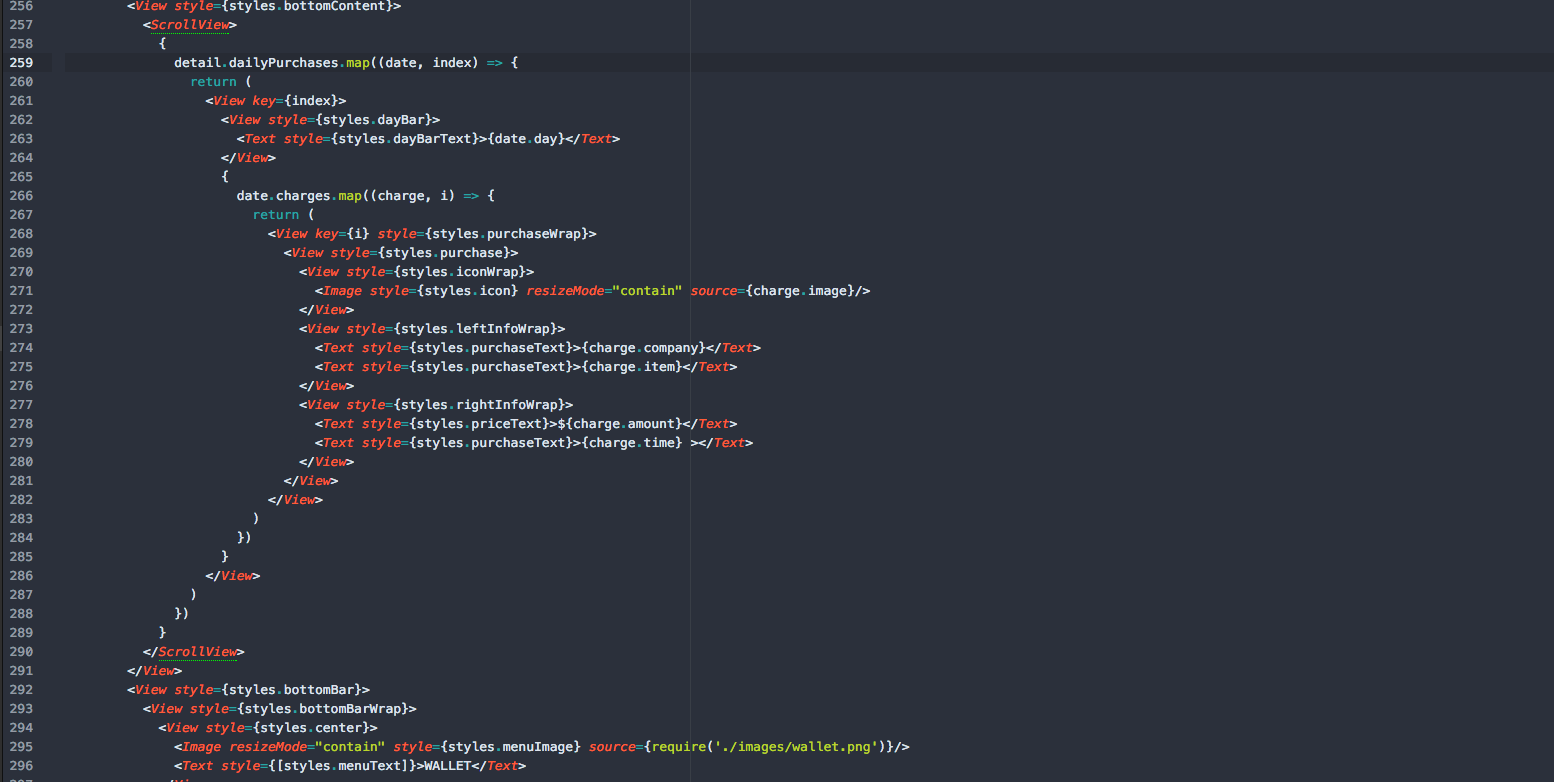 256 <View style={styles.bottomContent}>
257 <ScrollView>
258 {
259 detail.dailyPurchases.map((date, index) => {
260 return (
261 <View key={index}>
262 <View style={styles.dayBar}>
263 <Text style={styles.dayBarText}>{date.day}</Text>
264 </View>
265 {
266 date.charges.map((charge, i) => {
267 return (
268 <View key={i} style={styles.purchaseWrap}>
269 <View style={styles.purchase}>
270 <View style={styles.iconWrap}>
271 <Image style={styles.icon} resizeMode="contain" source={charge.image}/>
272 </View>
273 <View style={styles.leftInfoWrap}>
274 <Text style={styles.purchaseText}>{charge.company}</Text>
275 <Text style={styles.purchaseText}>{charge.item}</Text>
276 </View>
277 <View style={styles.rightInfoWrap}>
278 <Text style={styles.priceText}>${charge.amount}</Text>
279 <Text style={styles.purchaseText}>{charge.time} ></Text>
280 </View>
281 </View>
282 </View>
283 )
284 })
285 }
286 </View>
287 )
288 })
289 }
290 </ScrollView>
291 </View>
292 <View style={styles.bottomBar}>
293 <View style={styles.bottomBarWrap}>
294 <View style={styles.center}>
295 <Image resizeMode="contain" style={styles.menuImage} source={require('./images/wallet.png')}/>
296 <Text style={[styles.menuText]}>WALLET</Text>